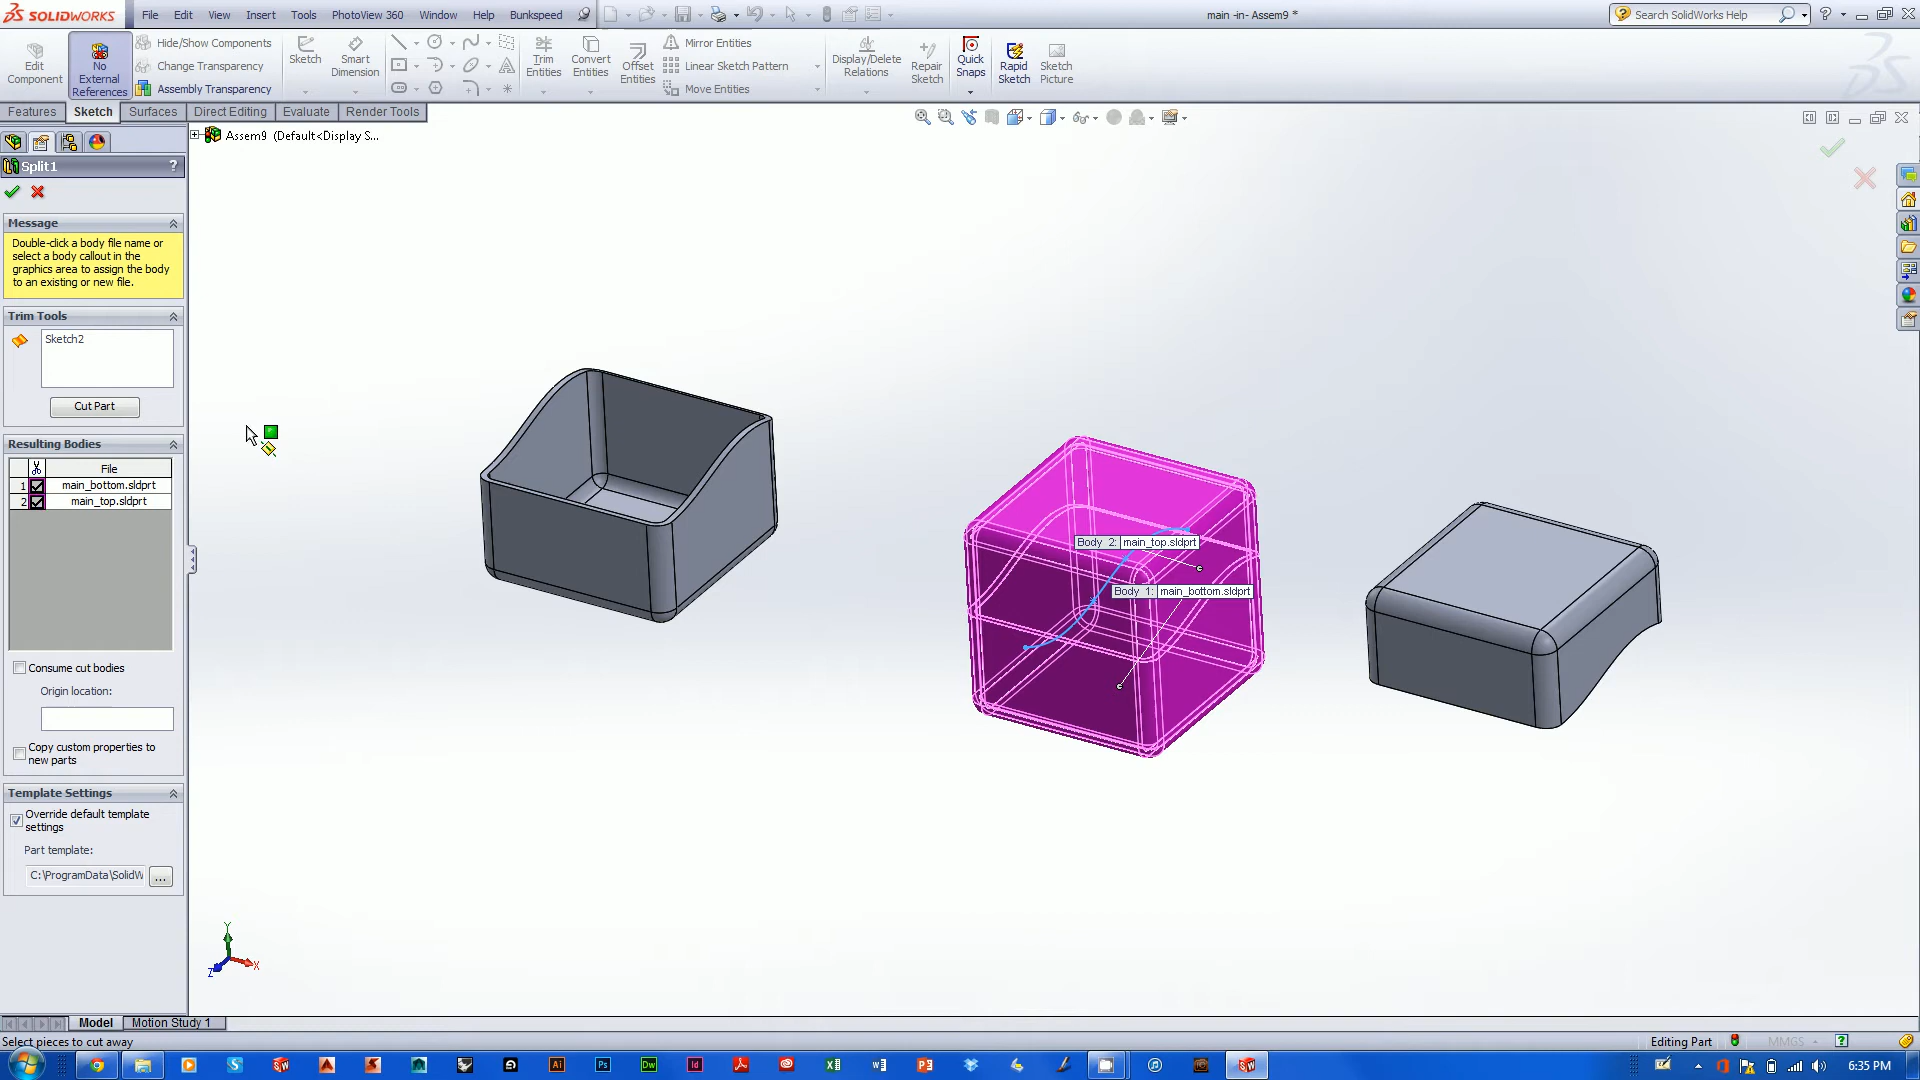 SOLIDWORKS File Edit View Insert Tools PhotoView 360 Window Help Bunkspeed main -in- Assem9 * Search SolidWorks Help
Edit Component
No External References
Hide/Show Components
Change Transparency
Assembly Transparency
Sketch
Smart Dimension
Trim Entities
Convert Entities
Offset Entities
Mirror Entities
Linear Sketch Pattern
Move Entities
Display/Delete Relations
Repair Sketch
Quick Snaps
Rapid Sketch
Sketch Picture
Features Sketch Surfaces Direct Editing Evaluate Render Tools
Assem9 (Default<Display S...
Split1 ?
Message
Double-click a body file name or
select a body callout in the
graphics area to assign the body
to an existing or new file.
Trim Tools
Sketch2
Cut Part
Resulting Bodies
File
1 main_bottom.sldprt
2 main_top.sldprt
Consume cut bodies
Origin location:
Copy custom properties to
new parts
Template Settings
Override default template
settings
Part template:
C:\ProgramData\SolidW ...
Body 2: main_top.sldprt
Body 1: main_bottom.sldprt
Y
Z X
Model Motion Study 1
Select pieces to cut away Editing Part MMGS
6:35 PM